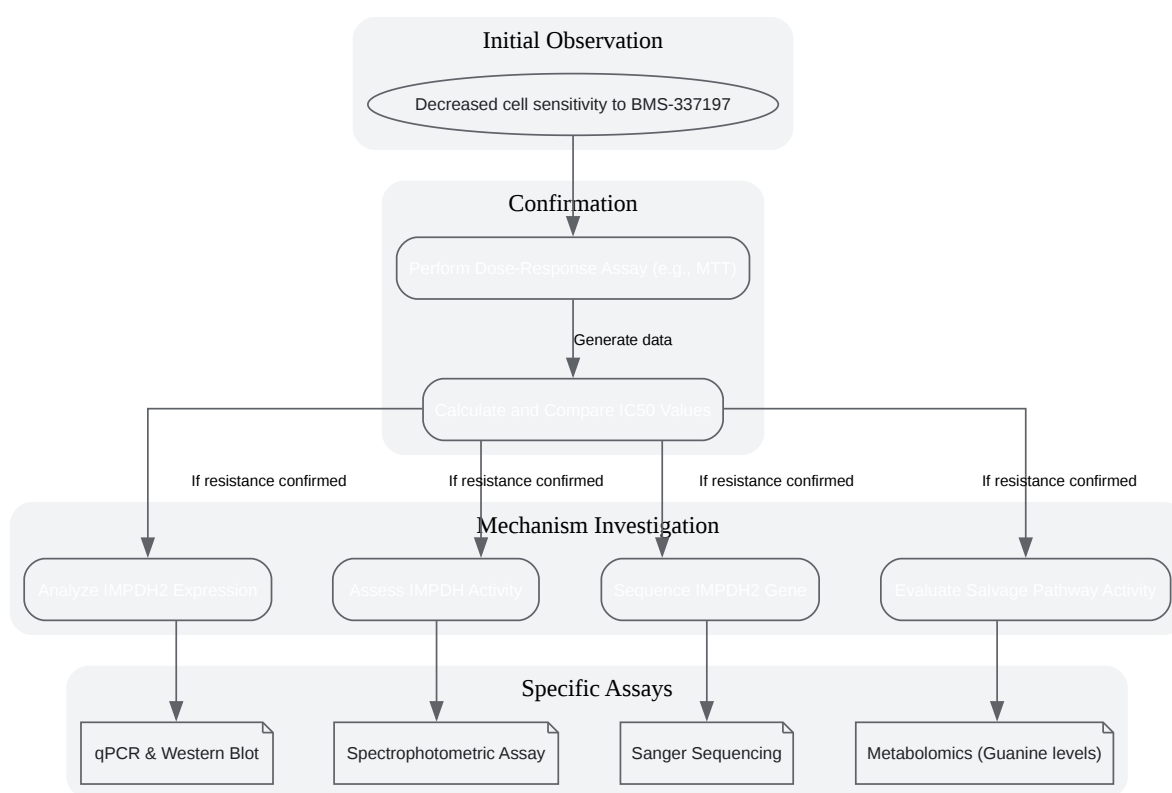 Initial Observation
Decreased cell sensitivity to BMS-337197
Confirmation
Perform Dose-Response Assay (e.g., MTT)
Generate data
Calculate and Compare IC50 Values
If resistance confirmed
If resistance confirmed
If resistance confirmed
If resistance confirmed
Mechanism Investigation
Analyze IMPDH2 Expression
Assess IMPDH Activity
Sequence IMPDH2 Gene
Evaluate Salvage Pathway Activity
Specific Assays
qPCR & Western Blot
Spectrophotometric Assay
Sanger Sequencing
Metabolomics (Guanine levels)